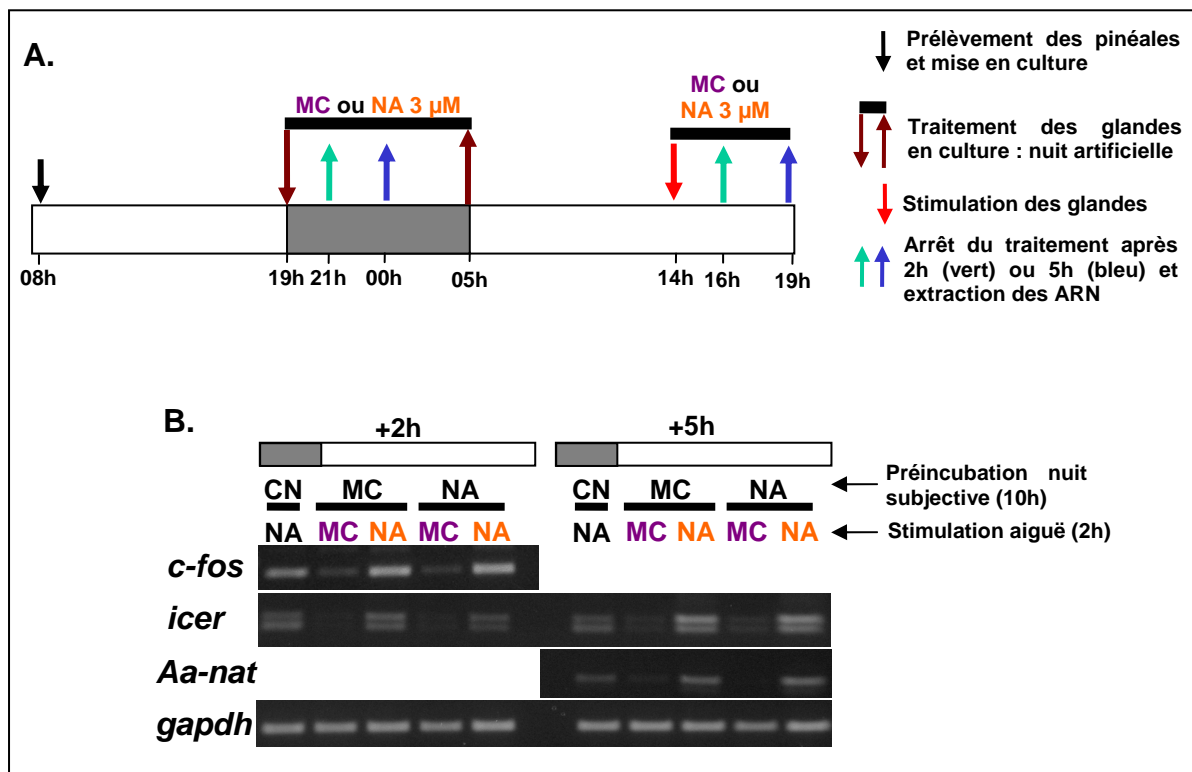 A.
MC ou NA 3 µM
MC ou
NA 3 µM
08h
19h
21h
00h
05h
14h
16h
19h
Prélèvement des pinéales
et mise en culture
Traitement des glandes
en culture : nuit artificielle
Stimulation des glandes
Arrêt du traitement après
2h (vert) ou 5h (bleu) et
extraction des ARN
B.
+2h
+5h
CN MC NA CN MC NA
Préincubation nuit
subjective (10h)
NA MC NA MC NA NA MC NA MC NA
Stimulation aiguë (2h)
c-fos
icer
Aa-nat
gapdh